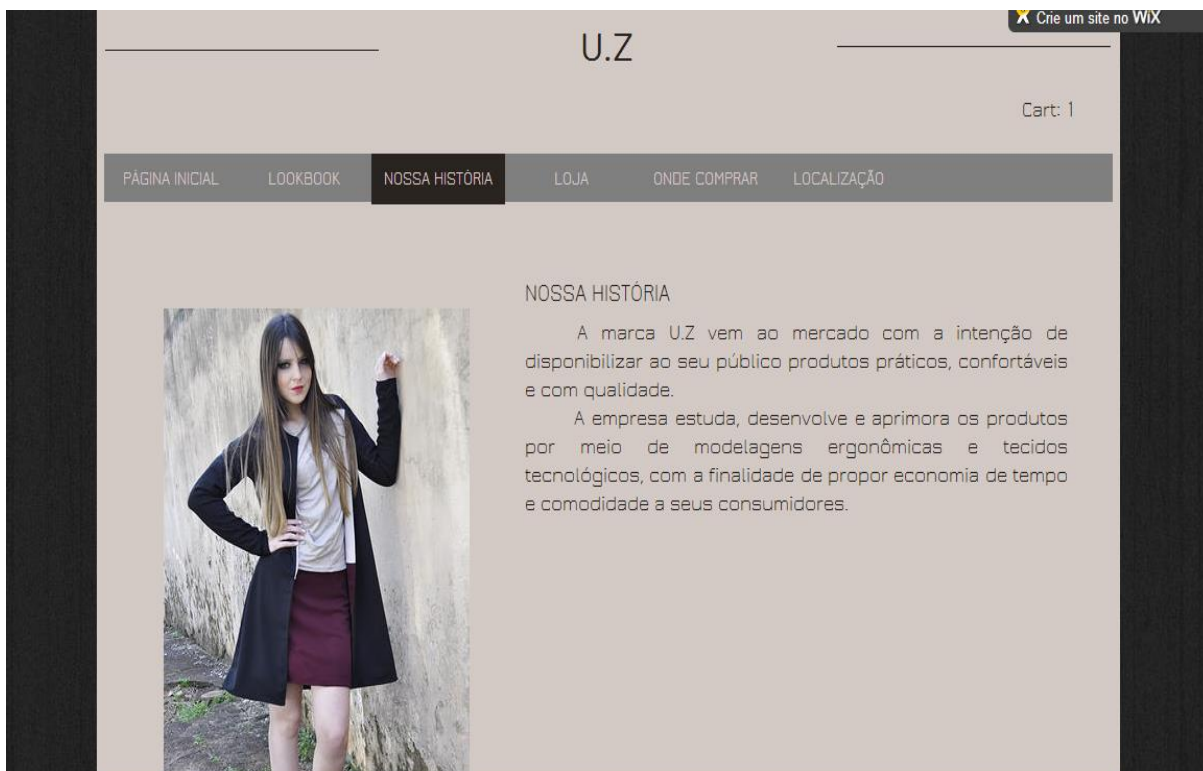 Crie um site no WiX
U.Z
Cart: 1
PÁGINA INICIAL LOOKBOOK NOSSA HISTÓRIA LOJA ONDE COMPRAR LOCALIZAÇÃO
NOSSA HISTÓRIA
A marca U.Z vem ao mercado com a intenção de
disponibilizar ao seu público produtos práticos, confortáveis
e com qualidade.
A empresa estuda, desenvolve e aprimora os produtos
por meio de modelagens ergonômicas e tecidos
tecnológicos, com a finalidade de propor economia de tempo
e comodidade a seus consumidores.